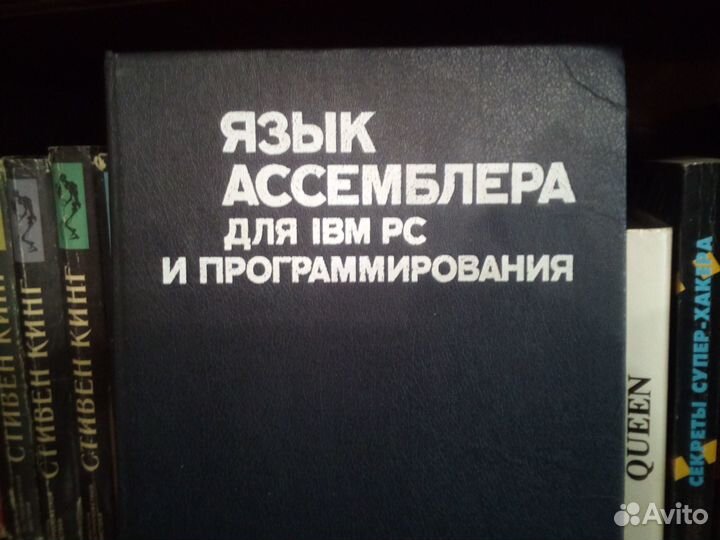 ЯЗЫК
АССЕМБЛЕРА
ДЛЯ IBM PC
И ПРОГРАММИРОВАНИЯ
СТИВЕН КИНГ
СТИВЕН КИНГ
СТИВЕН КИНГ
QUEEN
СЕКРЕТЫ СУПЕР-ХАКЕРА
Avito